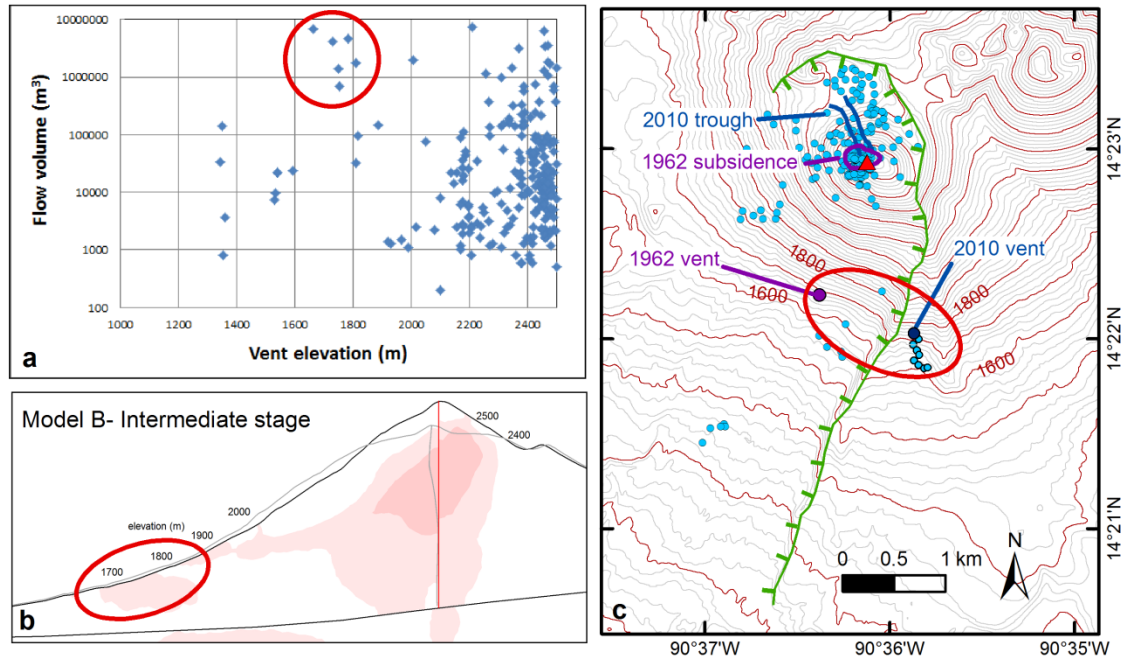 a
10000000
1000000
100000
10000
1000
100
Flow volume (m³)
1000 1200 1400 1600 1800 2000 2200 2400
Vent elevation (m)
Model B- Intermediate stage
2500
2400
2000
elevation (m)
1900
1800
1700
b
2010 trough
1962 subsidence
1962 vent
2010 vent
1800
1600
1800
1600
0 0.5 1 km
N
c
14°23'N
14°22'N
14°21'N
90°37'W 90°36'W 90°35'W